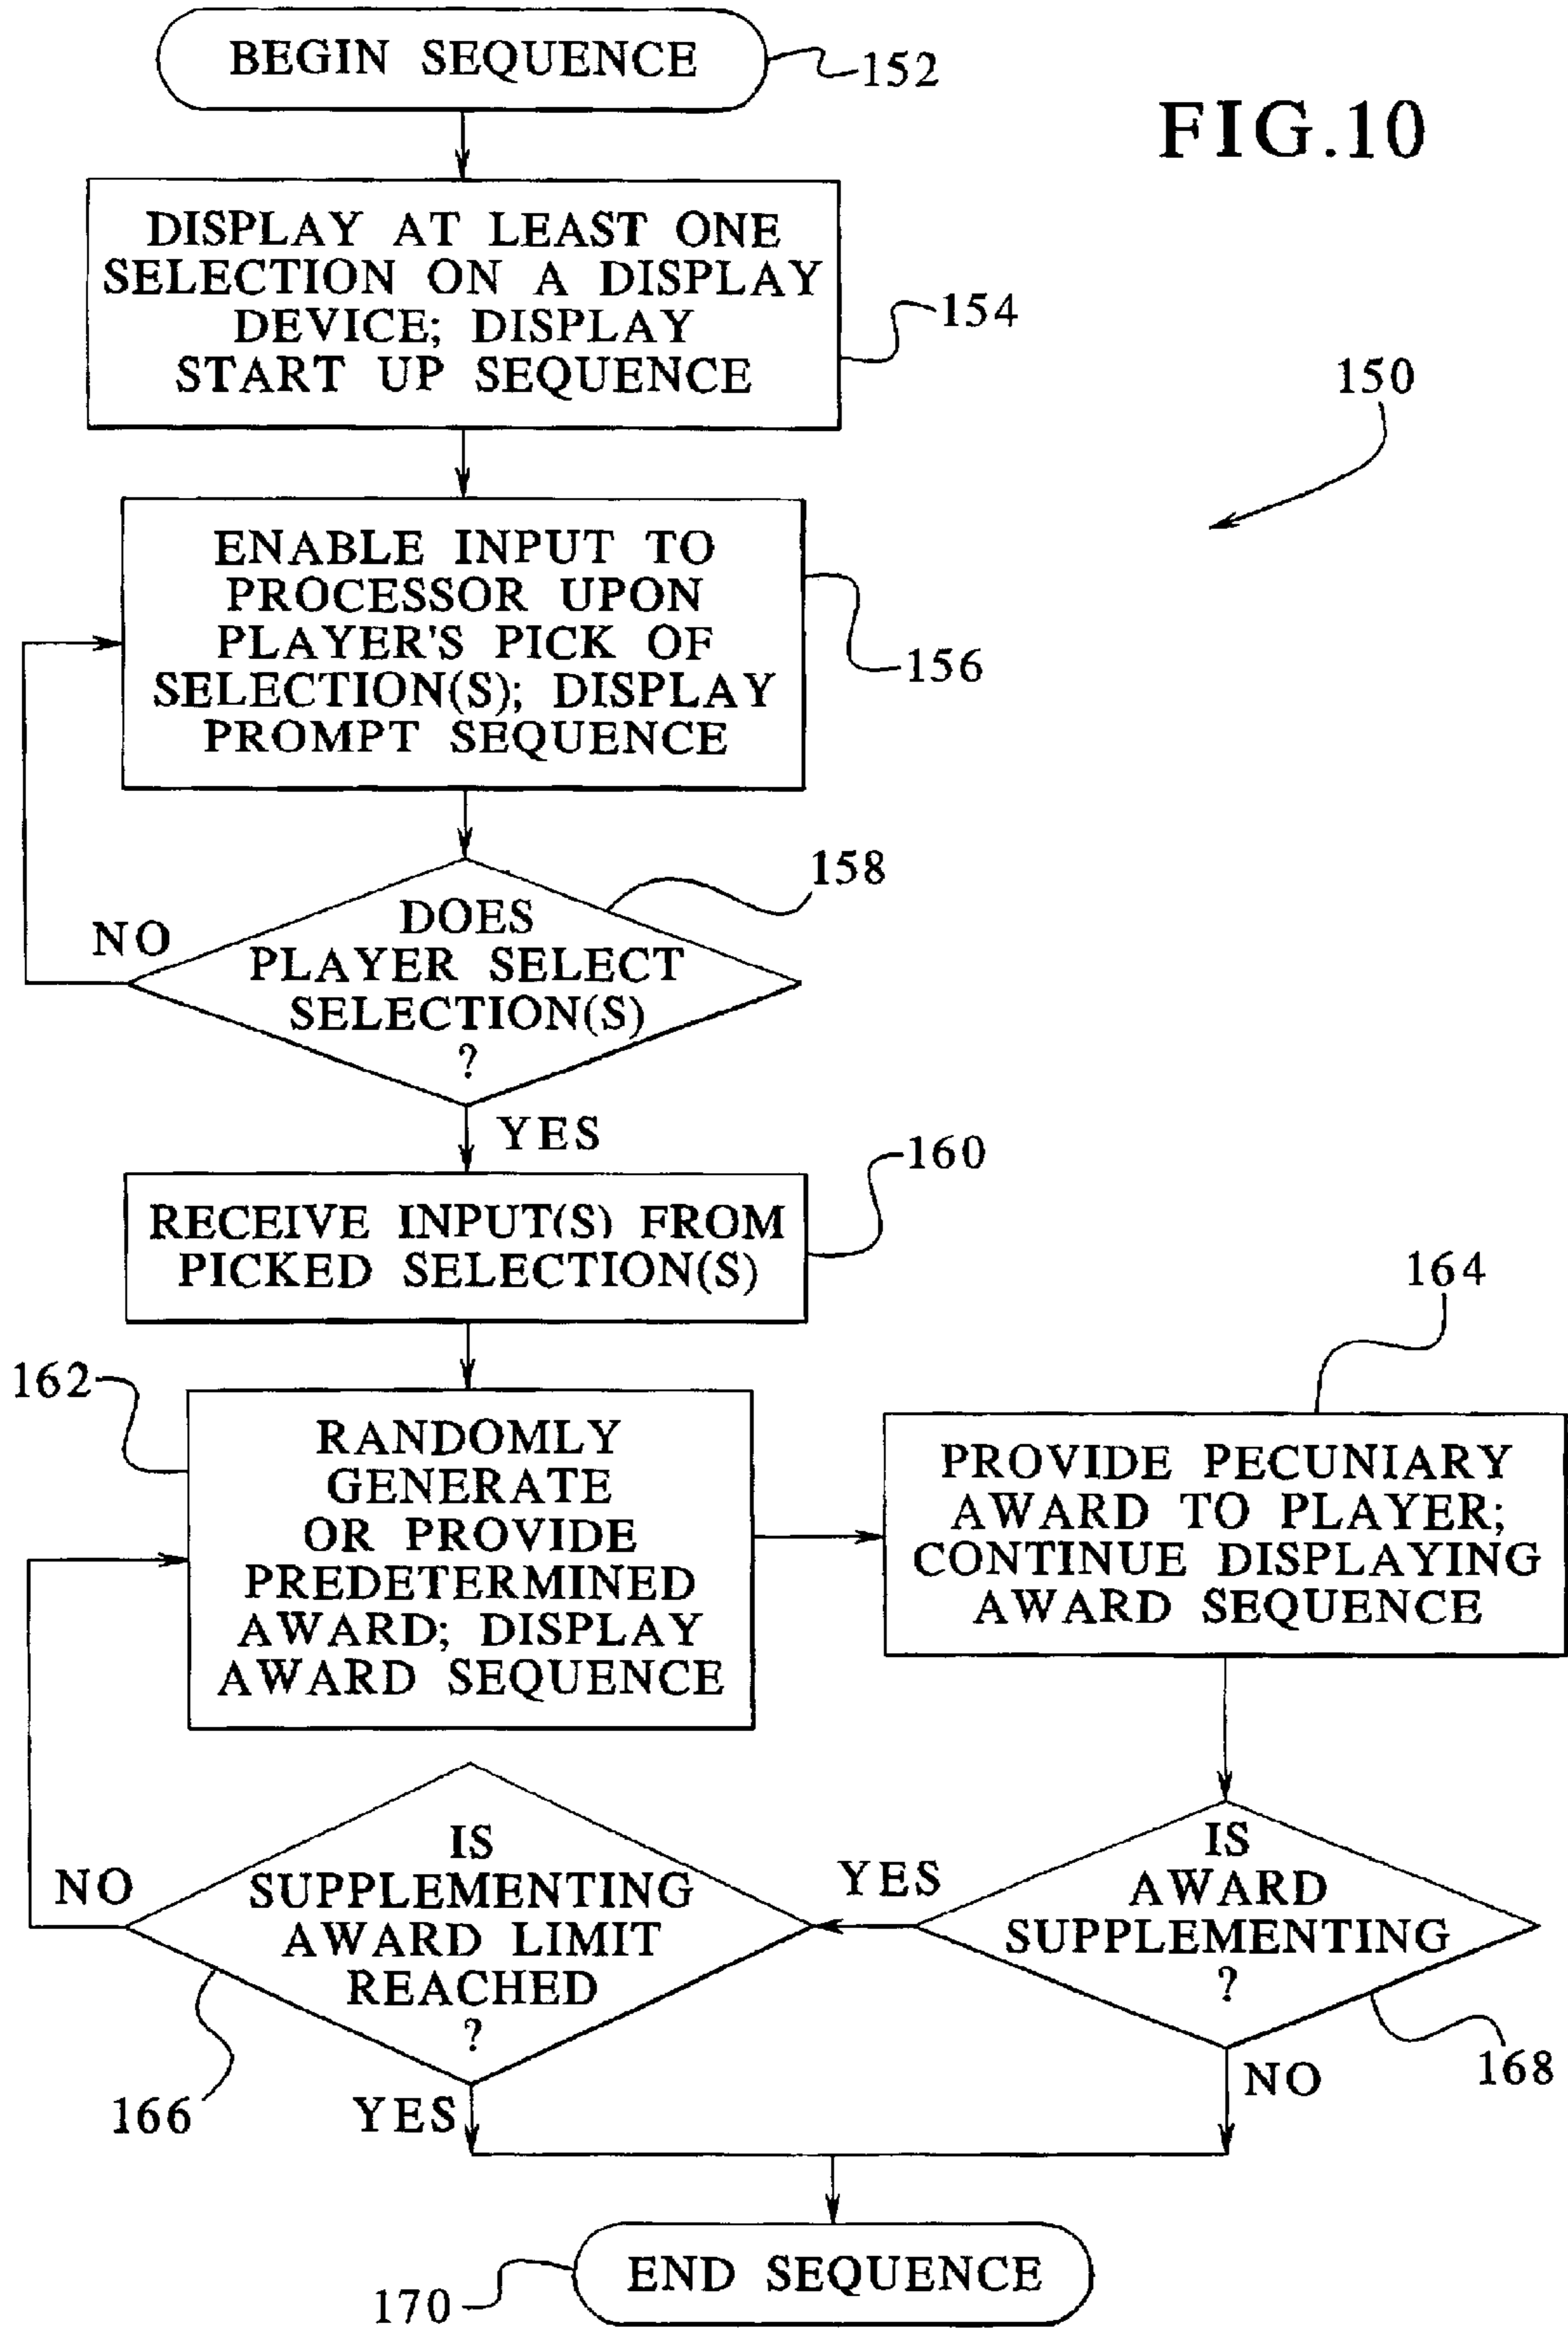 BEGIN SEQUENCE
152
FIG.10
DISPLAY AT LEAST ONE
SELECTION ON A DISPLAY
DEVICE; DISPLAY
START UP SEQUENCE
154
150
ENABLE INPUT TO
PROCESSOR UPON
PLAYER'S PICK OF
SELECTION(S); DISPLAY
PROMPT SEQUENCE
156
158
NO
DOES
PLAYER SELECT
SELECTION(S)
?
YES
160
RECEIVE INPUT(S) FROM
PICKED SELECTION(S)
162
164
RANDOMLY
GENERATE
OR PROVIDE
PREDETERMINED
AWARD; DISPLAY
AWARD SEQUENCE
PROVIDE PECUNIARY
AWARD TO PLAYER;
CONTINUE DISPLAYING
AWARD SEQUENCE
NO
IS
SUPPLEMENTING
AWARD LIMIT
REACHED
?
YES
IS
AWARD
SUPPLEMENTING
?
166
YES
NO
168
END SEQUENCE
170